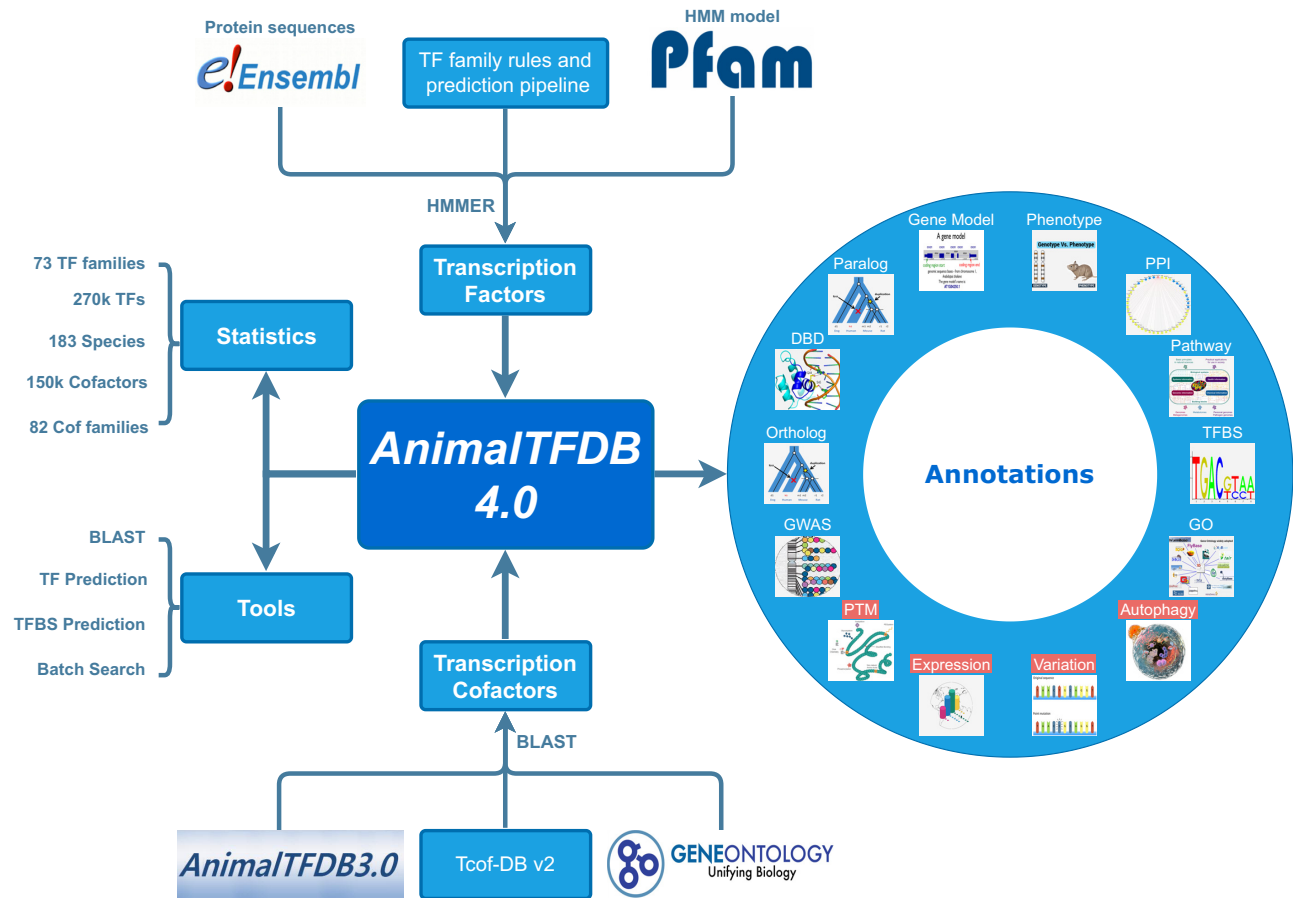 Protein sequences
e!Ensembl
TF family rules and
prediction pipeline
HMM model
Pfam
HMMER
Transcription
Factors
73 TF families
270k TFs
183 Species
150k Cofactors
82 Cof families
Statistics
AnimalTFDB
4.0
BLAST
TF Prediction
TFBS Prediction
Batch Search
Tools
Transcription
Cofactors
BLAST
AnimalTFDB3.0
Tcof-DB v2
GENEONTOLOGY
Unifying Biology
Annotations
Gene Model
A gene model
Phenotype
Genotype Vs. Phenotype
PPI
Pathway
TFBS
TGAC
GO
Autophagy
Variation
Expression
PTM
GWAS
Ortholog
DBD
Paralog